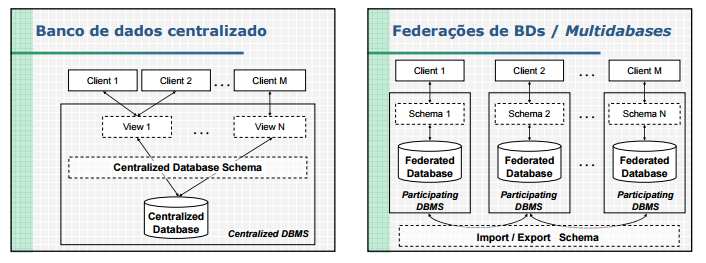 Banco de dados centralizado
Client 1
Client 2
...
Client M
View 1
...
View N
Centralized Database Schema
Centralized
Database
Centralized DBMS
Federações de BDs / Multidabases
Client 1
Client 2
...
Client M
Schema 1
Schema 2
Schema N
Federated
Database
Federated
Database
...
Federated
Database
Participating
DBMS
Participating
DBMS
Participating
DBMS
Import / Export Schema